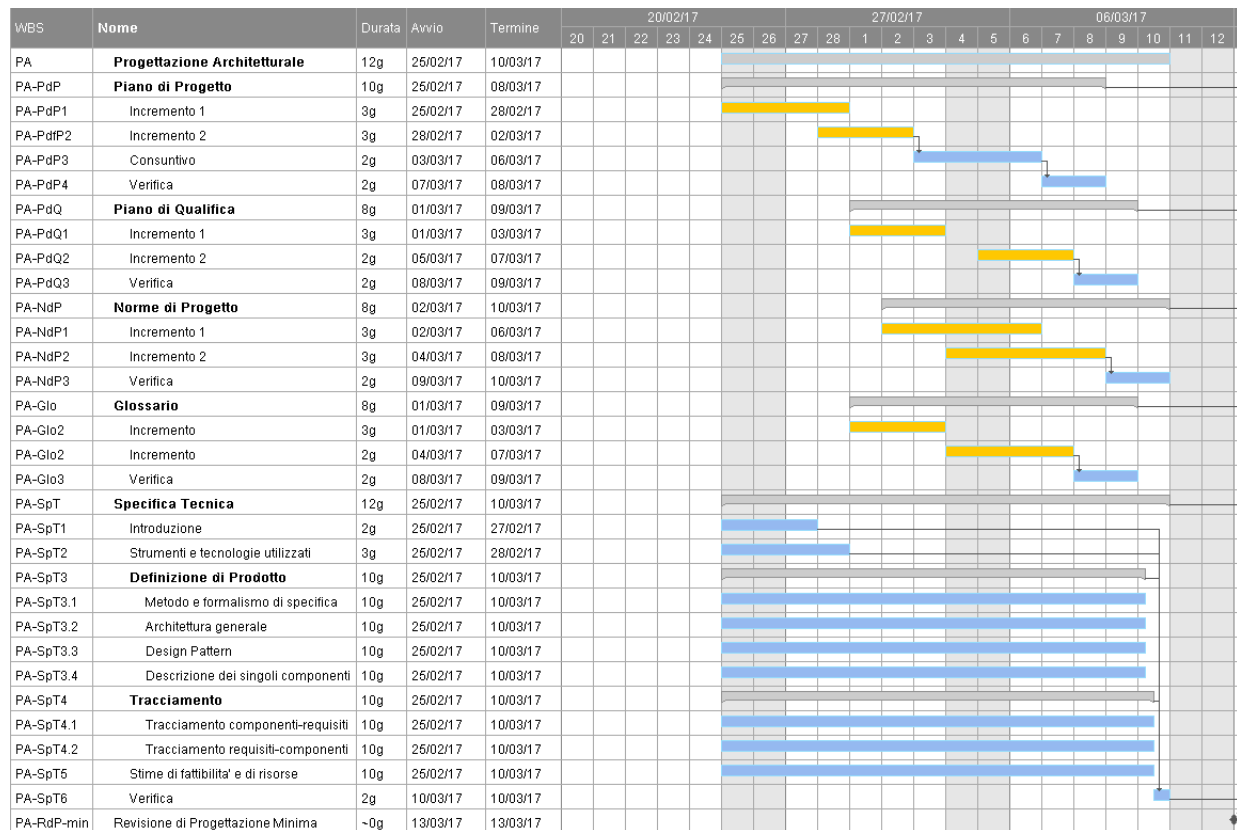 WBS Nome Durata Avvio Termine 20/02/17 27/02/17 06/03/17
20 21 22 23 24 25 26 27 28 1 2 3 4 5 6 7 8 9 10 11 12
PA Progettazione Architetturale 12g 25/02/17 10/03/17
PA-PdP Piano di Progetto 10g 25/02/17 08/03/17
PA-PdP1 Incremento 1 3g 25/02/17 28/02/17
PA-PdfP2 Incremento 2 3g 28/02/17 02/03/17
PA-PdP3 Consuntivo 2g 03/03/17 06/03/17
PA-PdP4 Verifica 2g 07/03/17 08/03/17
PA-PdQ Piano di Qualifica 8g 01/03/17 09/03/17
PA-PdQ1 Incremento 1 3g 01/03/17 03/03/17
PA-PdQ2 Incremento 2 2g 05/03/17 07/03/17
PA-PdQ3 Verifica 2g 08/03/17 09/03/17
PA-NdP Norme di Progetto 8g 02/03/17 10/03/17
PA-NdP1 Incremento 1 3g 02/03/17 06/03/17
PA-NdP2 Incremento 2 3g 04/03/17 08/03/17
PA-NdP3 Verifica 2g 09/03/17 10/03/17
PA-Glo Glossario 8g 01/03/17 09/03/17
PA-Glo2 Incremento 3g 01/03/17 03/03/17
PA-Glo2 Incremento 2g 04/03/17 07/03/17
PA-Glo3 Verifica 2g 08/03/17 09/03/17
PA-SpT Specifica Tecnica 12g 25/02/17 10/03/17
PA-SpT1 Introduzione 2g 25/02/17 27/02/17
PA-SpT2 Strumenti e tecnologie utilizzati 3g 25/02/17 28/02/17
PA-SpT3 Definizione di Prodotto 10g 25/02/17 10/03/17
PA-SpT3.1 Metodo e formalismo di specifica 10g 25/02/17 10/03/17
PA-SpT3.2 Architettura generale 10g 25/02/17 10/03/17
PA-SpT3.3 Design Pattern 10g 25/02/17 10/03/17
PA-SpT3.4 Descrizione dei singoli componenti 10g 25/02/17 10/03/17
PA-SpT4 Tracciamento 10g 25/02/17 10/03/17
PA-SpT4.1 Tracciamento componenti-requisiti 10g 25/02/17 10/03/17
PA-SpT4.2 Tracciamento requisiti-componenti 10g 25/02/17 10/03/17
PA-SpT5 Stime di fattibilita' e di risorse 10g 25/02/17 10/03/17
PA-SpT6 Verifica 2g 10/03/17 10/03/17
PA-RdP-min Revisione di Progettazione Minima ~0g 13/03/17 13/03/17